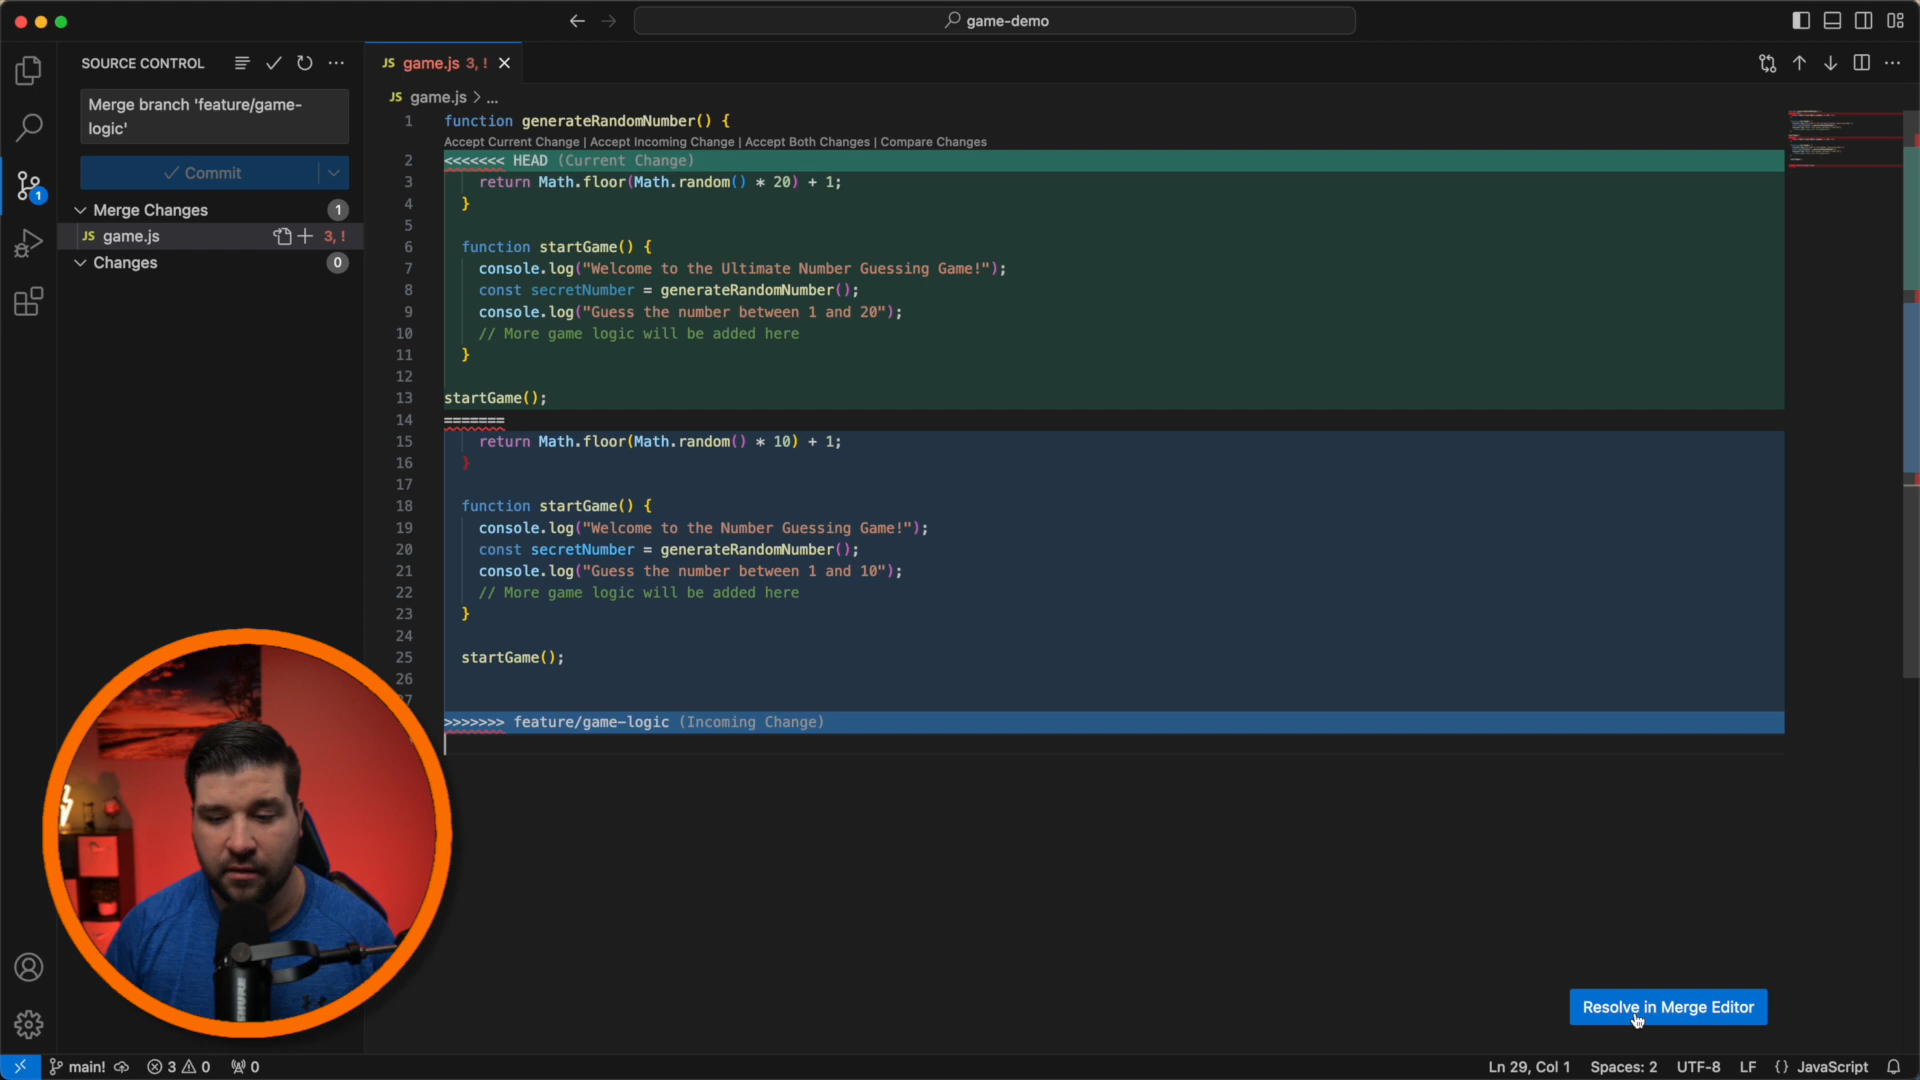 game-demo
SOURCE CONTROL
Merge branch 'feature/game-
logic'
Commit
Merge Changes 1
JS game.js 3, !
Changes 0
1
JS game.js 3, !
JS game.js > ...
1 function generateRandomNumber() {
Accept Current Change | Accept Incoming Change | Accept Both Changes | Compare Changes
2 <<<<<<< HEAD (Current Change)
3 return Math.floor(Math.random() * 20) + 1;
4 }
5
6 function startGame() {
7 console.log("Welcome to the Ultimate Number Guessing Game!");
8 const secretNumber = generateRandomNumber();
9 console.log("Guess the number between 1 and 20");
10 // More game logic will be added here
11 }
12
13 startGame();
14 =======
15 return Math.floor(Math.random() * 10) + 1;
16 }
17
18 function startGame() {
19 console.log("Welcome to the Number Guessing Game!");
20 const secretNumber = generateRandomNumber();
21 console.log("Guess the number between 1 and 10");
22 // More game logic will be added here
23 }
24
25 startGame();
26
>>>>>>> feature/game-logic (Incoming Change)
SHURE
Resolve in Merge Editor
main! 3 0 0 Ln 29, Col 1 Spaces: 2 UTF-8 LF {} JavaScript